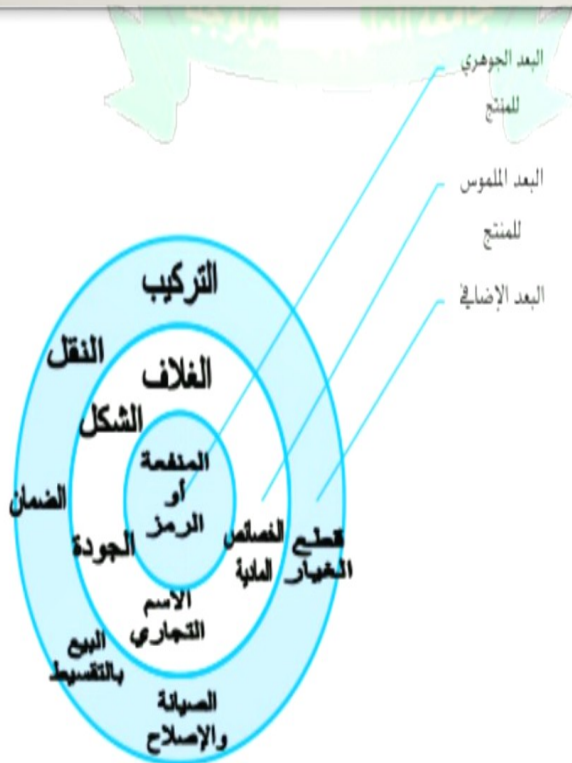 البعد الجوهري
للمنتج
البعد الملموس
للمنتج
البعد الإضافي
التركيب
النقل
الغلاف
الشكل
المنفعة
أو
الرمز
الضمان
الجودة
الخصائص
المادية
قطع
الغيار
الاسم
التجاري
البيع
بالتقسيط
الصيانة
والإصلاح